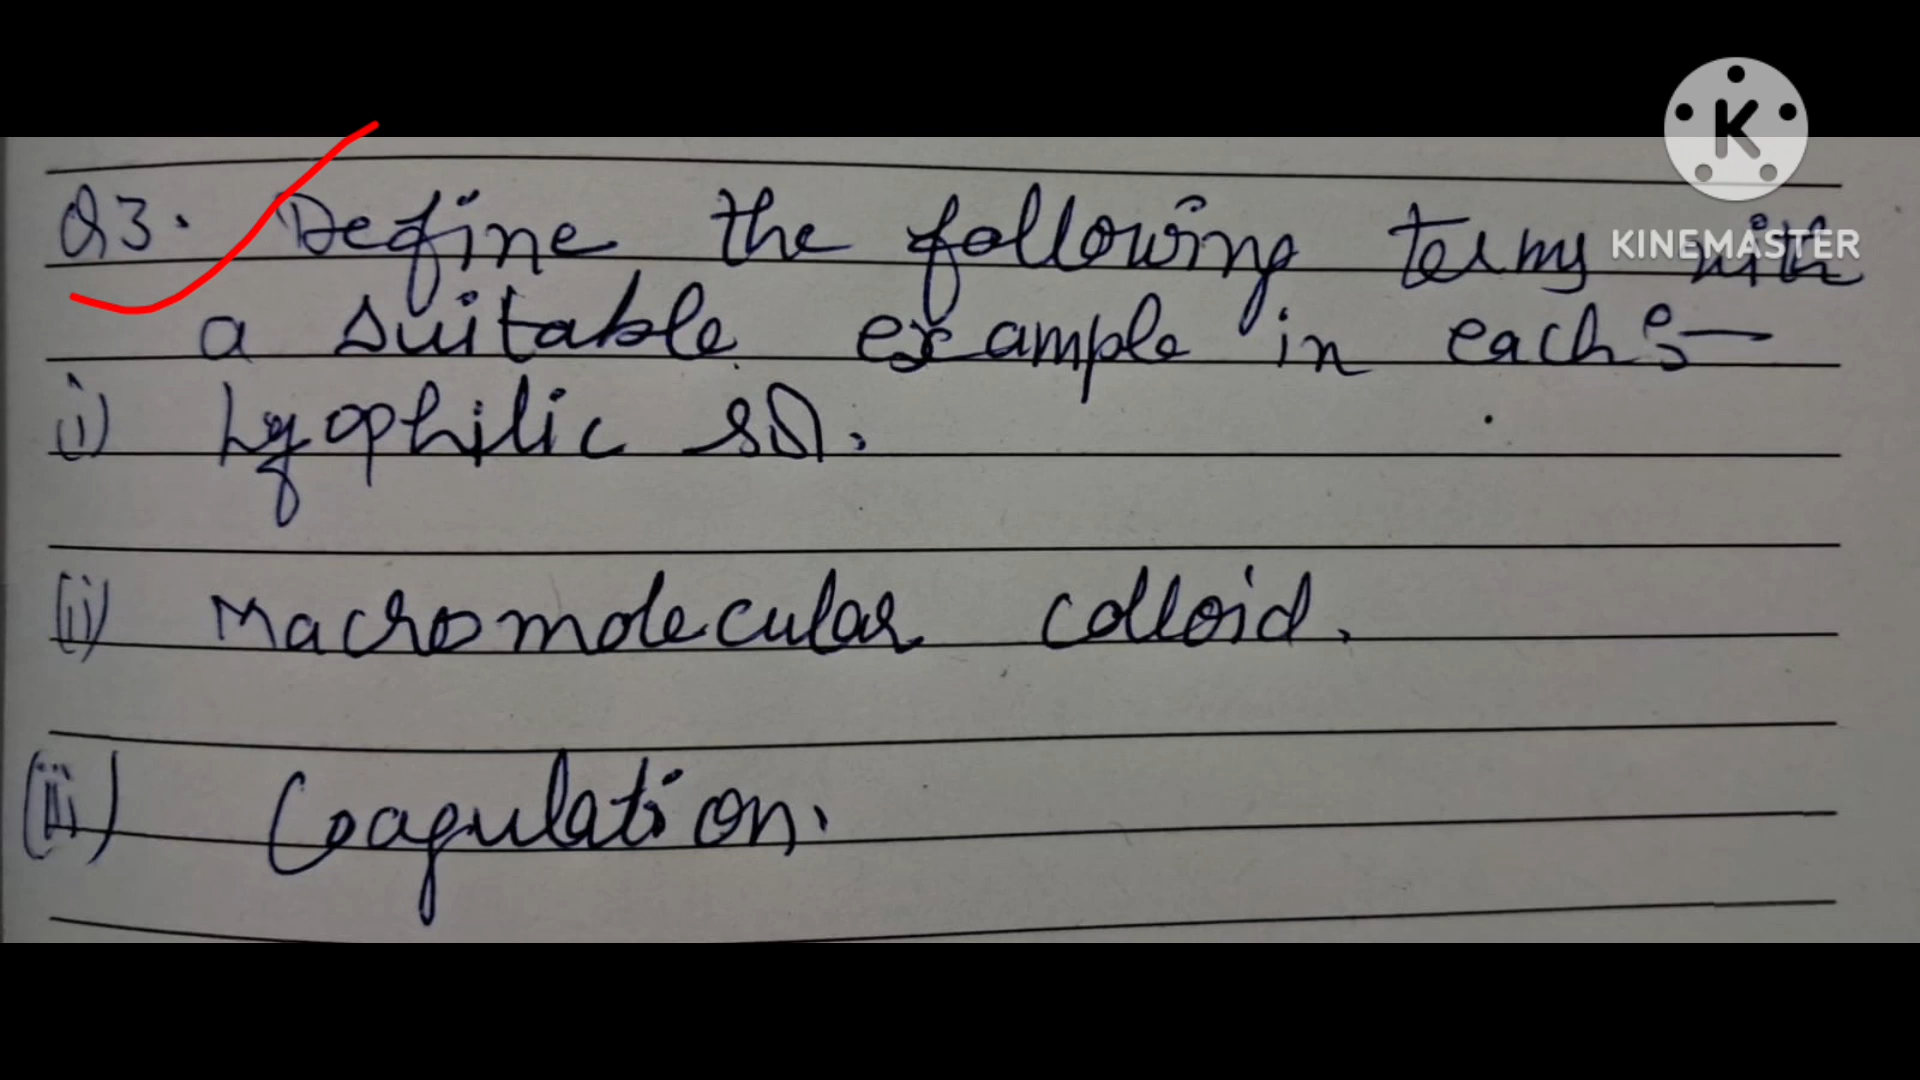 K
KINEMASTER
Q3. Define the following terms with
a suitable example in each :—
(i) Lyophilic sol.
(ii) Macromolecular colloid.
(iii) Coagulation.